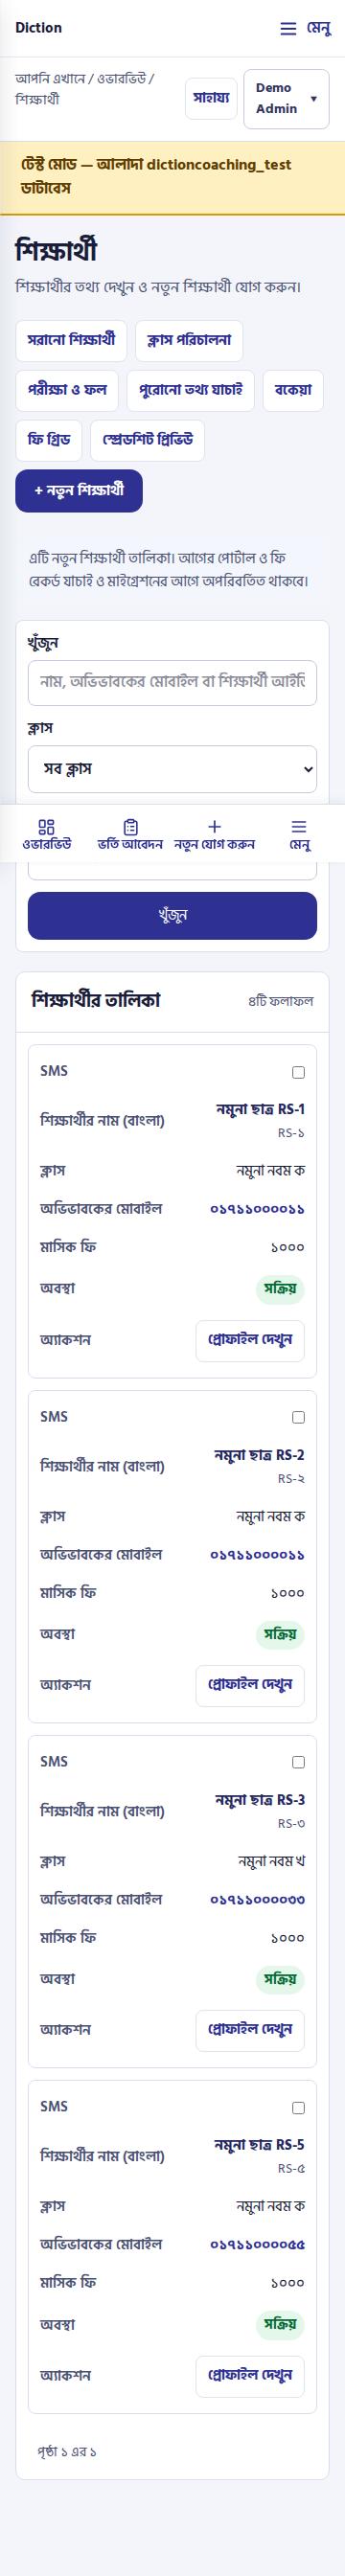 Diction
মেনু
আপনি এখানে / ওভারভিউ /
শিক্ষার্থী
সাহায্য
Demo
Admin
টেস্ট মোড — আলাদা dictioncoaching_test
ডাটাবেস
শিক্ষার্থী
শিক্ষার্থীর তথ্য দেখুন ও নতুন শিক্ষার্থী যোগ করুন।
সরানো শিক্ষার্থী
ক্লাস পরিচালনা
পরীক্ষা ও ফল
পুরোনো তথ্য যাচাই
বকেয়া
ফি গ্রিড
স্প্রেডশিট প্রিভিউ
+ নতুন শিক্ষার্থী
এটি নতুন শিক্ষার্থী তালিকা। আগের পোর্টাল ও ফি
রেকর্ড যাচাই ও মাইগ্রেশনের আগে অপরিবর্তিত থাকবে।
খুঁজুন
নাম, অভিভাবকের মোবাইল বা শিক্ষার্থী আইডি
ক্লাস
সব ক্লাস
ওভারভিউ
ভর্তি আবেদন
নতুন যোগ করুন
মেনু
খুঁজুন
শিক্ষার্থীর তালিকা
৪টি ফলাফল
SMS
শিক্ষার্থীর নাম (বাংলা)
নমুনা ছাত্র RS-1
RS-১
ক্লাস
নমুনা নবম ক
অভিভাবকের মোবাইল
০১৭১১০০০০১১
মাসিক ফি
১০০০
অবস্থা
সক্রিয়
অ্যাকশন
প্রোফাইল দেখুন
SMS
শিক্ষার্থীর নাম (বাংলা)
নমুনা ছাত্র RS-2
RS-২
ক্লাস
নমুনা নবম ক
অভিভাবকের মোবাইল
০১৭১১০০০০১১
মাসিক ফি
১০০০
অবস্থা
সক্রিয়
অ্যাকশন
প্রোফাইল দেখুন
SMS
শিক্ষার্থীর নাম (বাংলা)
নমুনা ছাত্র RS-3
RS-৩
ক্লাস
নমুনা নবম খ
অভিভাবকের মোবাইল
০১৭১১০০০০৩৩
মাসিক ফি
১০০০
অবস্থা
সক্রিয়
অ্যাকশন
প্রোফাইল দেখুন
SMS
শিক্ষার্থীর নাম (বাংলা)
নমুনা ছাত্র RS-5
RS-৫
ক্লাস
নমুনা নবম ক
অভিভাবকের মোবাইল
০১৭১১০০০০৫৫
মাসিক ফি
১০০০
অবস্থা
সক্রিয়
অ্যাকশন
প্রোফাইল দেখুন
পৃষ্ঠা ১ এর ১